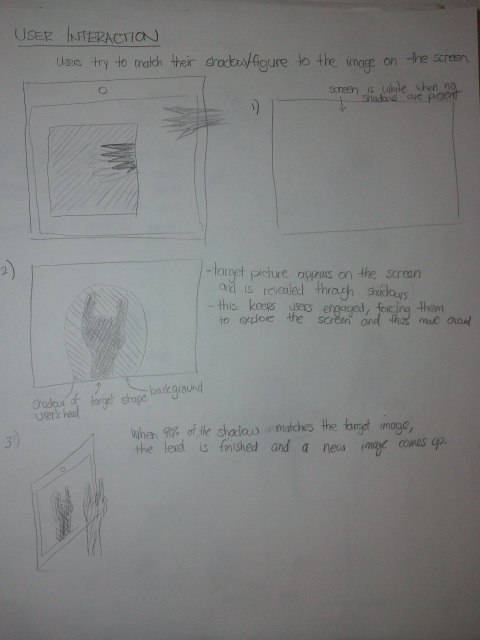 USER INTERACTION
Users try to match their shadow/figure to the image on the screen
1)
screen is white when no
shadows are present
2)
- target picture appears on the screen
and is revealed through shadows
- this keeps users engaged, forcing them
to explore the screen and thus move around
shadow of
user's head
target shape
background
3)
When 90% of the shadow matches the target image,
the level is finished and a new image comes up.